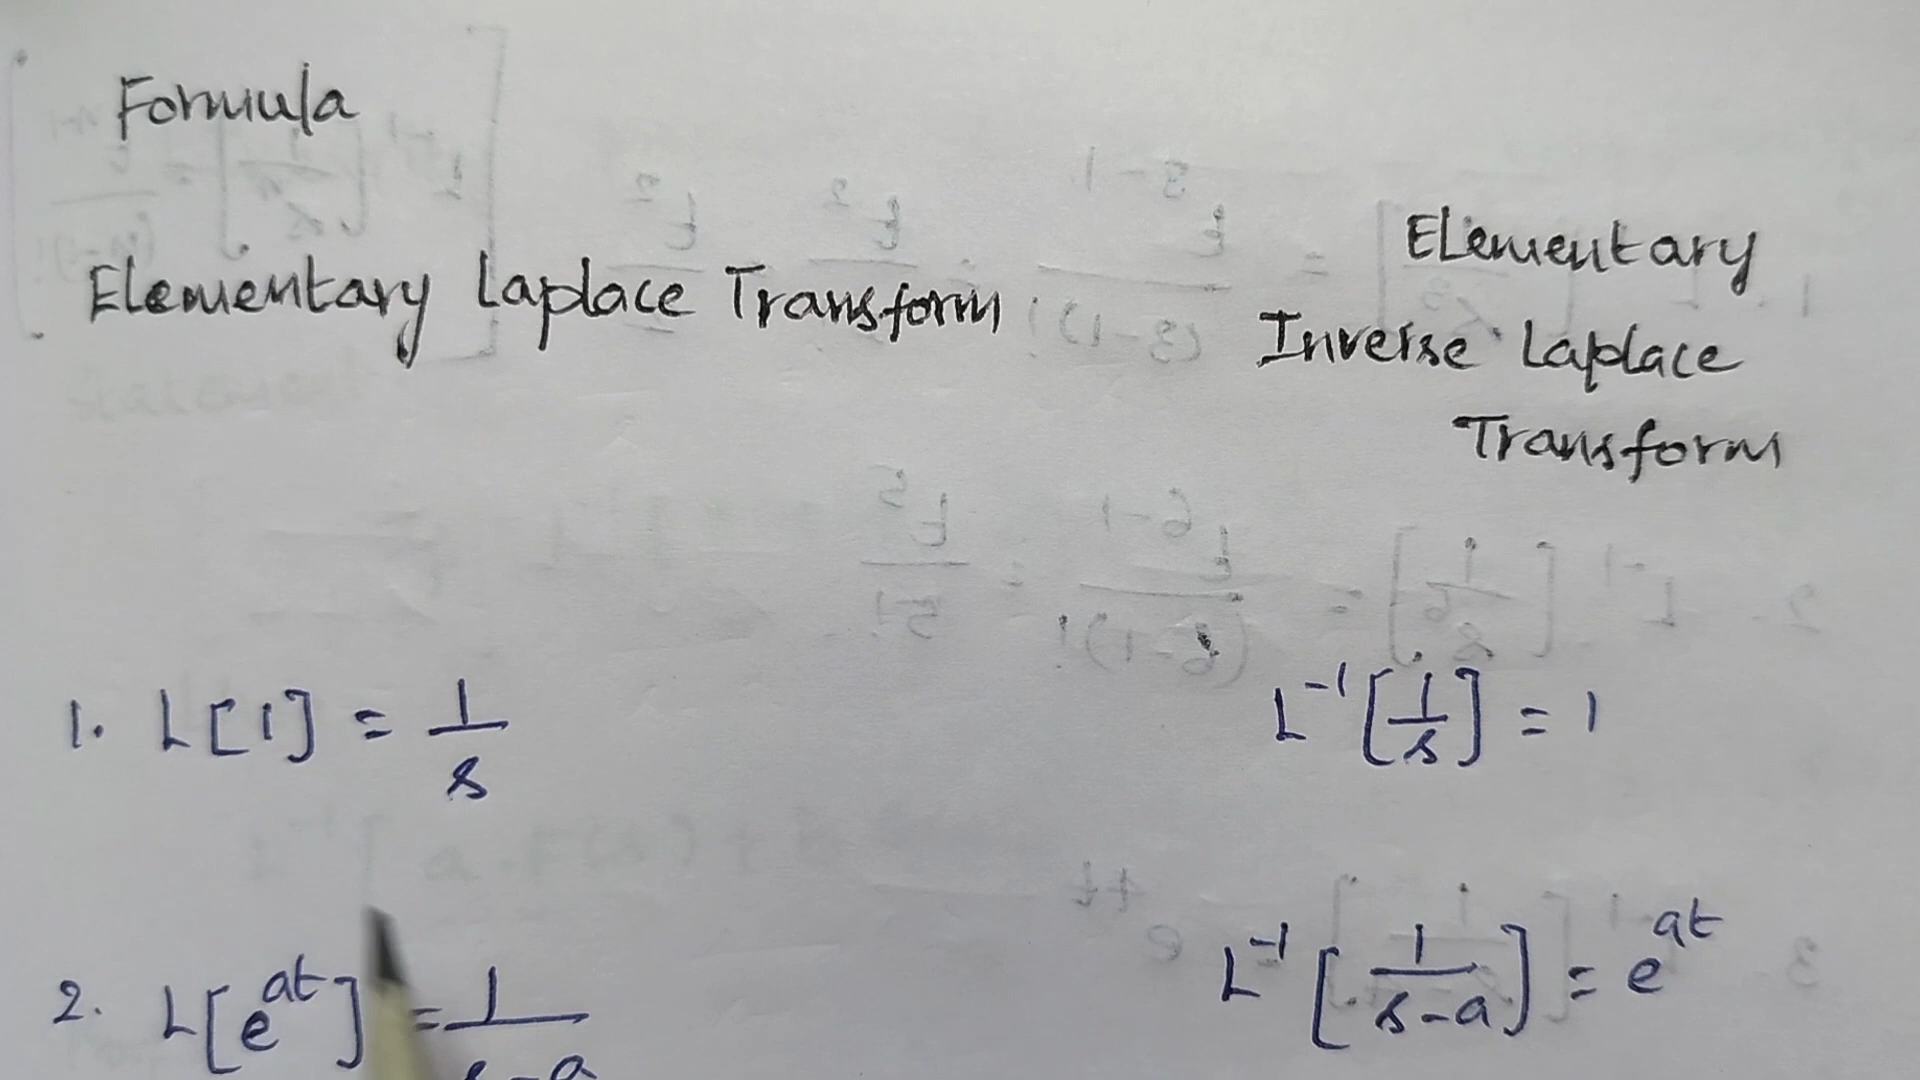 Formula
Elementary Laplace Transform
Elementary
Inverse Laplace
Transform
1. L[1] = 1/s
L⁻¹[1/s] = 1
2. L[e^at] = 1/s-a
L⁻¹[1/s-a] = e^at